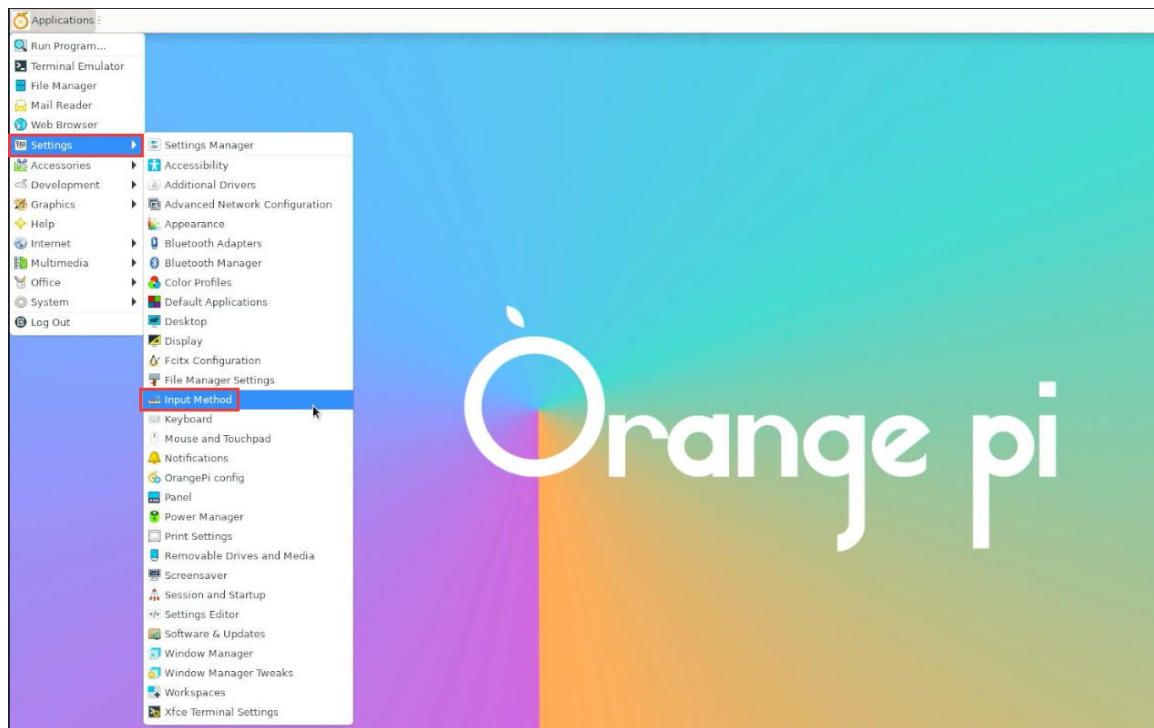 Applications
Run Program...
Terminal Emulator
File Manager
Mail Reader
Web Browser
Settings
Accessories
Development
Graphics
Help
Internet
Multimedia
Office
System
Log Out
Settings Manager
Accessibility
Additional Drivers
Advanced Network Configuration
Appearance
Bluetooth Adapters
Bluetooth Manager
Color Profiles
Default Applications
Desktop
Display
Fcitx Configuration
File Manager Settings
Input Method
Keyboard
Mouse and Touchpad
Notifications
OrangePi config
Panel
Power Manager
Print Settings
Removable Drives and Media
Screensaver
Session and Startup
Settings Editor
Software & Updates
Window Manager
Window Manager Tweaks
Workspaces
Xfce Terminal Settings
Orange pi